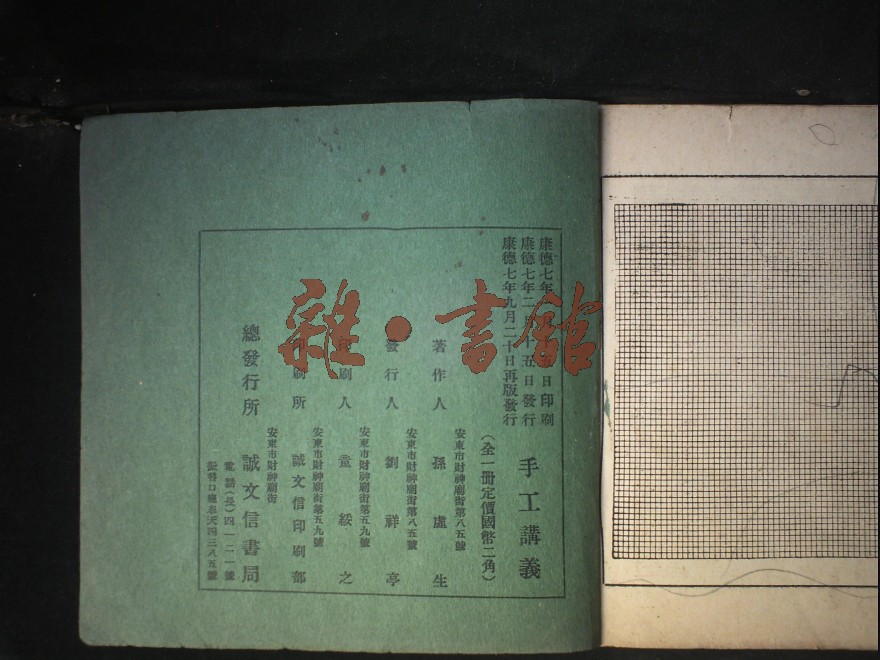 康德七年 日印刷
康德七年二月 五日發行
康德七年九月二十日再版發行
手工講義
（全一冊定價國幣二角）
安東市財神廟街第八五號
著作人 孫虛生
安東市財神廟街第八五號
發行人 劉祥亭
安東市財神廟街第五九號
印刷人 綏之
安東市財神廟街第五九號
印刷所 誠文信印刷部
安東市財神廟街
總發行所 誠文信書局
電話（長）四一二一號
振替口座奉天四三八五號
雜·書館